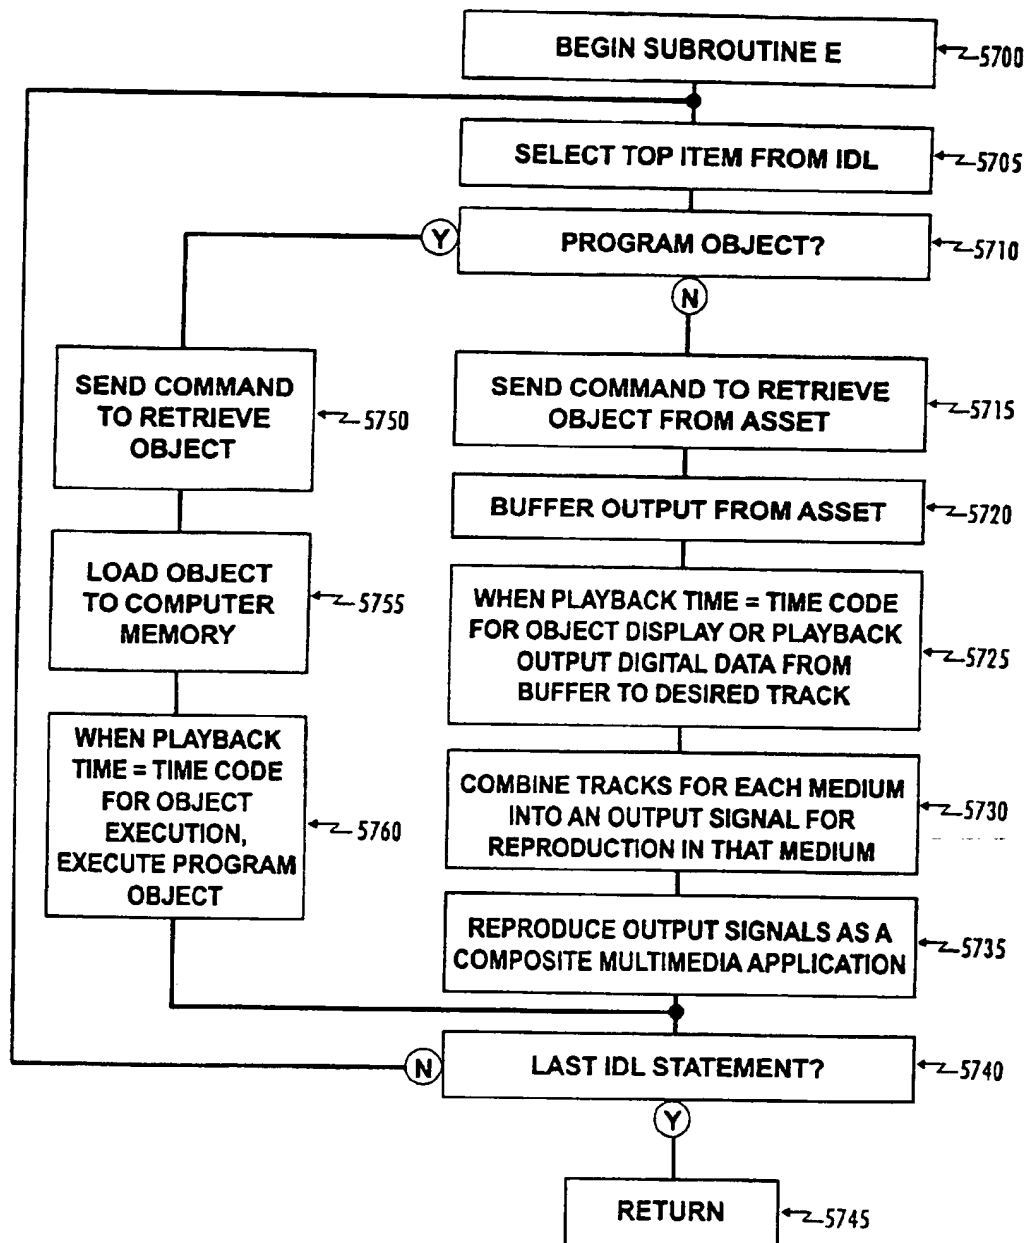 BEGIN SUBROUTINE E
5700
SELECT TOP ITEM FROM IDL
5705
Y
PROGRAM OBJECT?
5710
N
SEND COMMAND
TO RETRIEVE
OBJECT
5750
SEND COMMAND TO RETRIEVE
OBJECT FROM ASSET
5715
BUFFER OUTPUT FROM ASSET
5720
LOAD OBJECT
TO COMPUTER
MEMORY
5755
WHEN PLAYBACK TIME = TIME CODE
FOR OBJECT DISPLAY OR PLAYBACK
OUTPUT DIGITAL DATA FROM
BUFFER TO DESIRED TRACK
5725
WHEN PLAYBACK
TIME = TIME CODE
FOR OBJECT
EXECUTION,
EXECUTE PROGRAM
OBJECT
5760
COMBINE TRACKS FOR EACH MEDIUM
INTO AN OUTPUT SIGNAL FOR
REPRODUCTION IN THAT MEDIUM
5730
REPRODUCE OUTPUT SIGNALS AS A
COMPOSITE MULTIMEDIA APPLICATION
5735
N
LAST IDL STATEMENT?
5740
Y
RETURN
5745